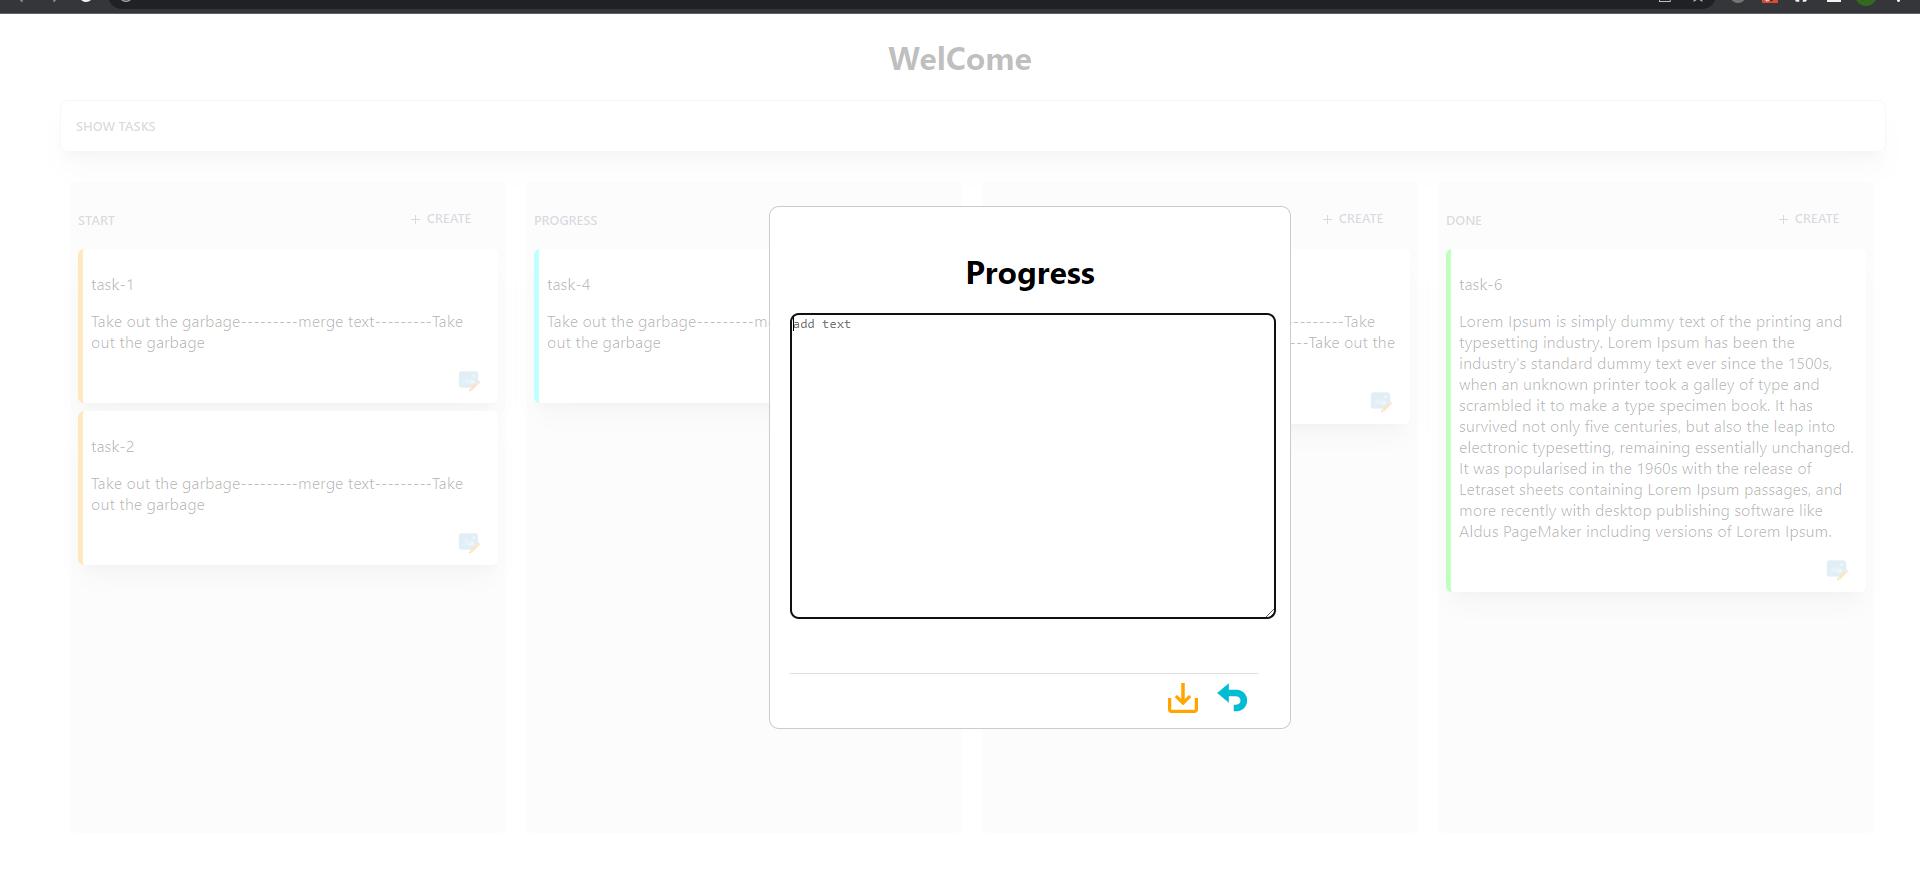 WelCome
SHOW TASKS
START
+ CREATE
task-1
Take out the garbage---------merge text---------Take
out the garbage
task-2
Take out the garbage---------merge text---------Take
out the garbage
PROGRESS
task-4
Take out the garbage---------m
out the garbage
Progress
add text
+ CREATE
---------Take
---Take out the
DONE
+ CREATE
task-6
Lorem Ipsum is simply dummy text of the printing and
typesetting industry. Lorem Ipsum has been the
industry's standard dummy text ever since the 1500s,
when an unknown printer took a galley of type and
scrambled it to make a type specimen book. It has
survived not only five centuries, but also the leap into
electronic typesetting, remaining essentially unchanged.
It was popularised in the 1960s with the release of
Letraset sheets containing Lorem Ipsum passages, and
more recently with desktop publishing software like
Aldus PageMaker including versions of Lorem Ipsum.